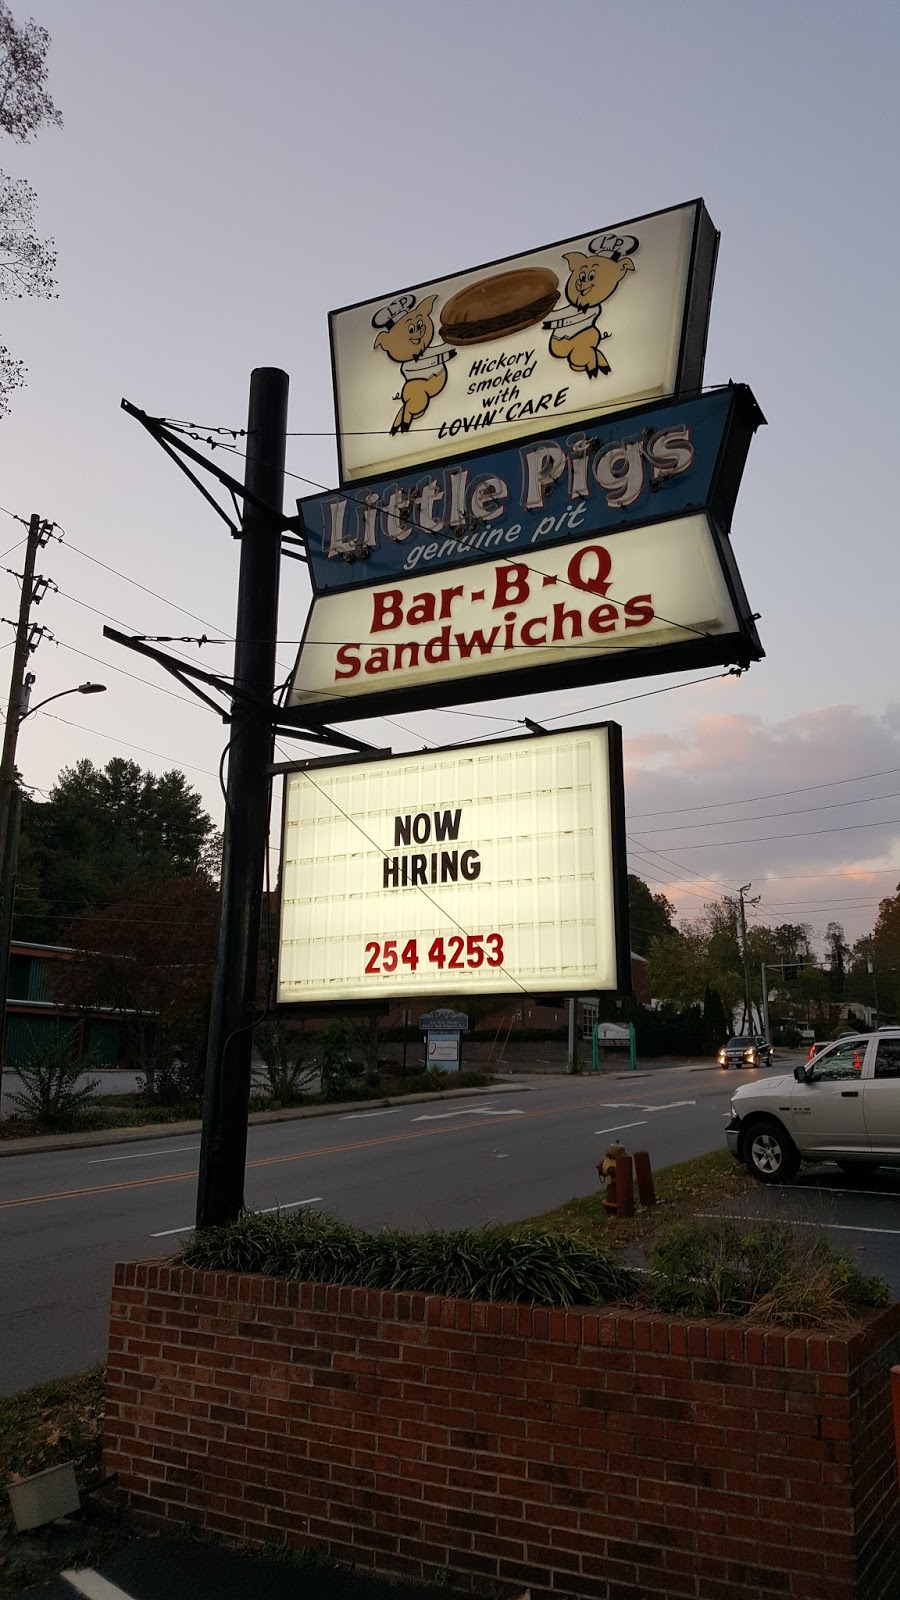 LP
LP
Hickory
smoked
with
LOVIN' CARE
Little Pigs
genuine pit
Bar-B-Q
Sandwiches
NOW
HIRING
254 4253